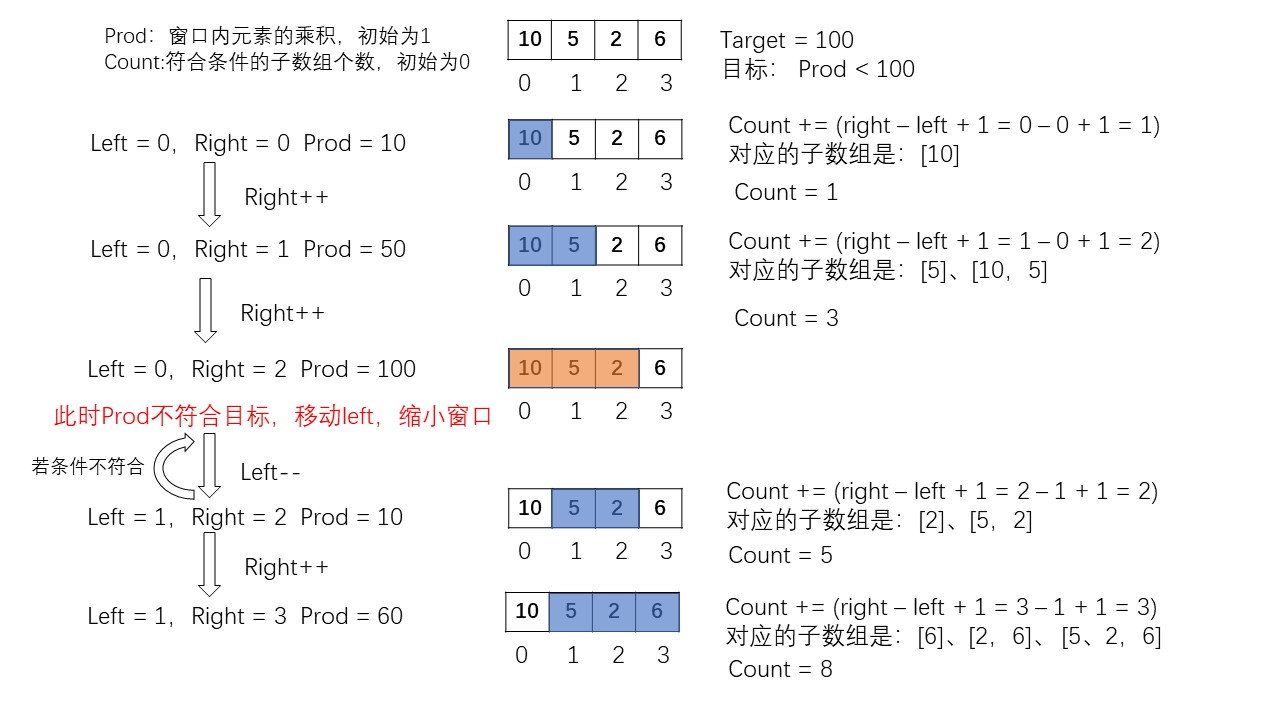 Prod：窗口内元素的乘积，初始为1
Count:符合条件的子数组个数，初始为0
10 5 2 6
0 1 2 3
Target = 100
目标： Prod < 100
Left = 0， Right = 0 Prod = 10
10 5 2 6
0 1 2 3
Count += (right – left + 1 = 0 – 0 + 1 = 1)
对应的子数组是：[10]
Count = 1
Right++
Left = 0， Right = 1 Prod = 50
10 5 2 6
0 1 2 3
Count += (right – left + 1 = 1 – 0 + 1 = 2)
对应的子数组是：[5]、[10，5]
Count = 3
Right++
Left = 0， Right = 2 Prod = 100
10 5 2 6
0 1 2 3
此时Prod不符合目标，移动left，缩小窗口
若条件不符合
Left--
Left = 1， Right = 2 Prod = 10
10 5 2 6
0 1 2 3
Count += (right – left + 1 = 2 – 1 + 1 = 2)
对应的子数组是：[2]、[5，2]
Count = 5
Right++
Left = 1， Right = 3 Prod = 60
10 5 2 6
0 1 2 3
Count += (right – left + 1 = 3 – 1 + 1 = 3)
对应的子数组是：[6]、[2，6]、[5、2，6]
Count = 8